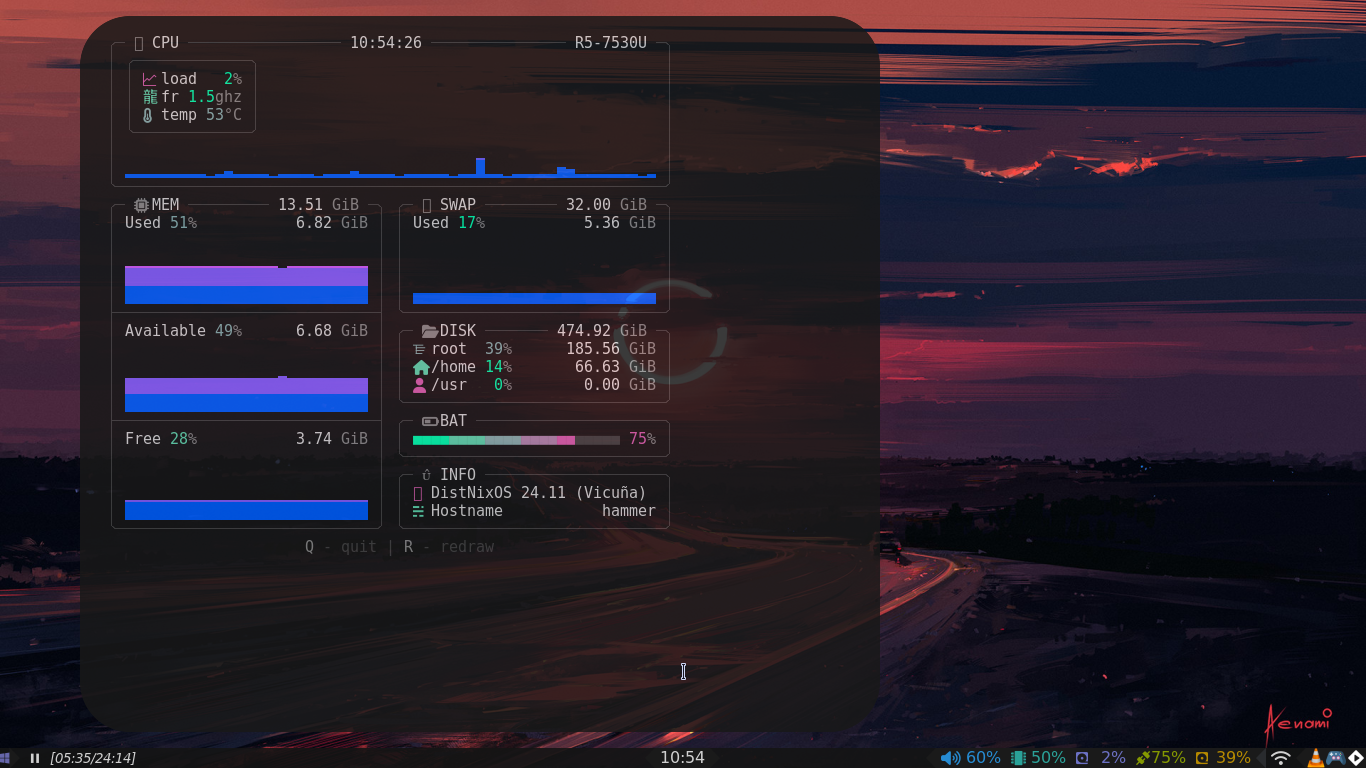 CPU 10:54:26 R5-7530U
load 2%
龍 fr 1.5ghz
temp 53°C
MEM 13.51 GiB
Used 51% 6.82 GiB
Available 49% 6.68 GiB
Free 28% 3.74 GiB
SWAP 32.00 GiB
Used 17% 5.36 GiB
DISK 474.92 GiB
root 39% 185.56 GiB
/home 14% 66.63 GiB
/usr 0% 0.00 GiB
BAT
75%
INFO
DistNixOS 24.11 (Vicuña)
Hostname hammer
Q - quit | R - redraw
Aenami
[05:35/24:14] 10:54 60% 50% 2% 75% 39%